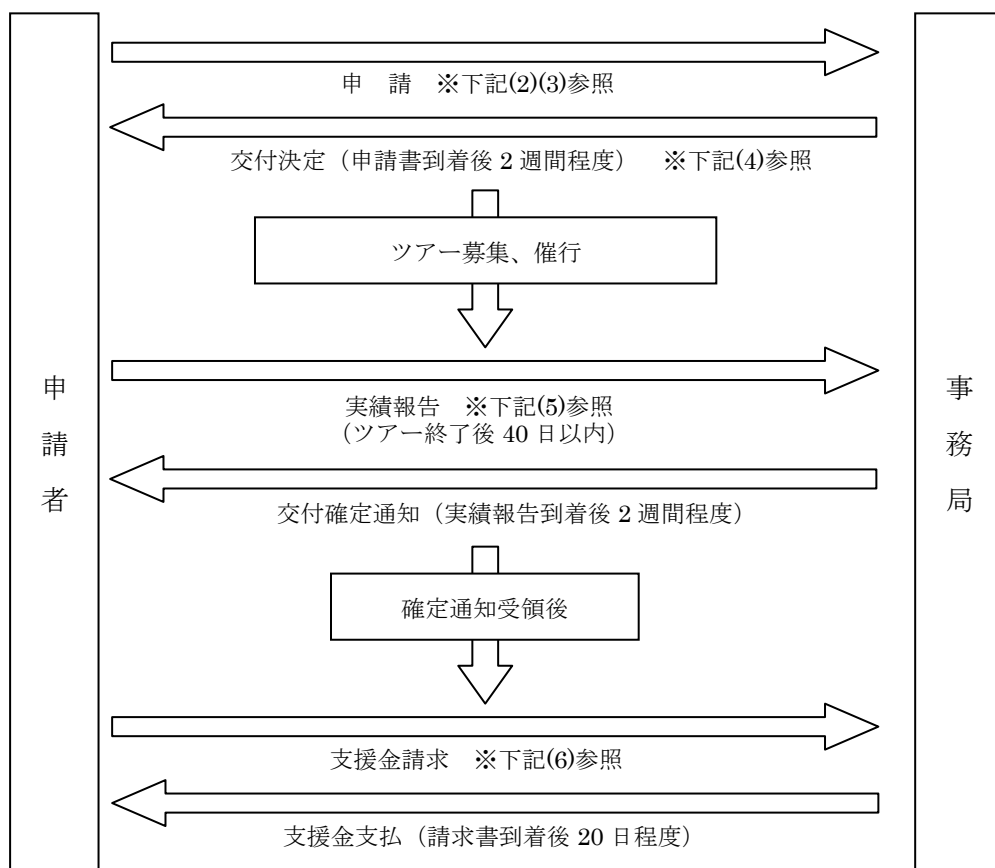 申　請　※下記(2)(3)参照
交付決定（申請書到着後 2 週間程度）　※下記(4)参照
ツアー募集、催行
実績報告　※下記(5)参照
（ツアー終了後 40 日以内）
交付確定通知（実績報告到着後 2 週間程度）
確定通知受領後
支援金請求　※下記(6)参照
支援金支払（請求書到着後 20 日程度）
申請者
事務局